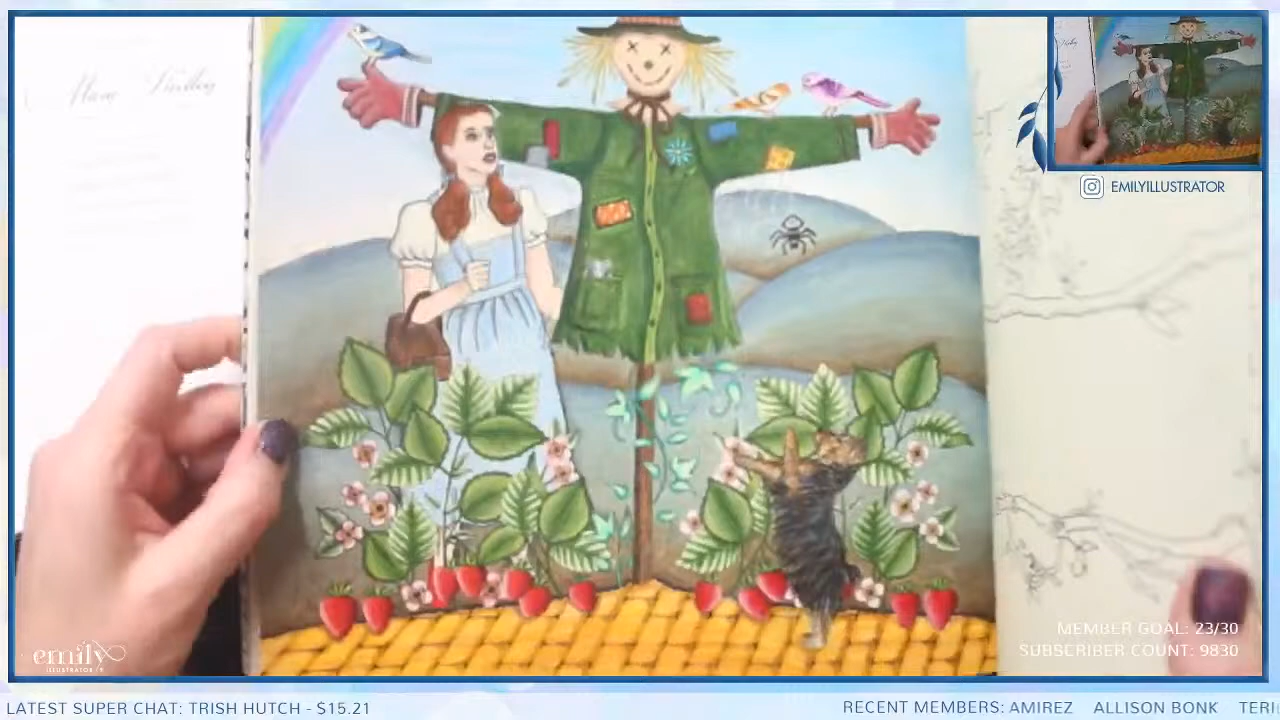 EMILYILLUSTRATOR
MEMBER GOAL: 23/30
SUBSCRIBER COUNT: 9830
emily
ILLUSTRATOR
LATEST SUPER CHAT: TRISH HUTCH - $15.21
RECENT MEMBERS: AMIREZ ALLISON BONK TERI